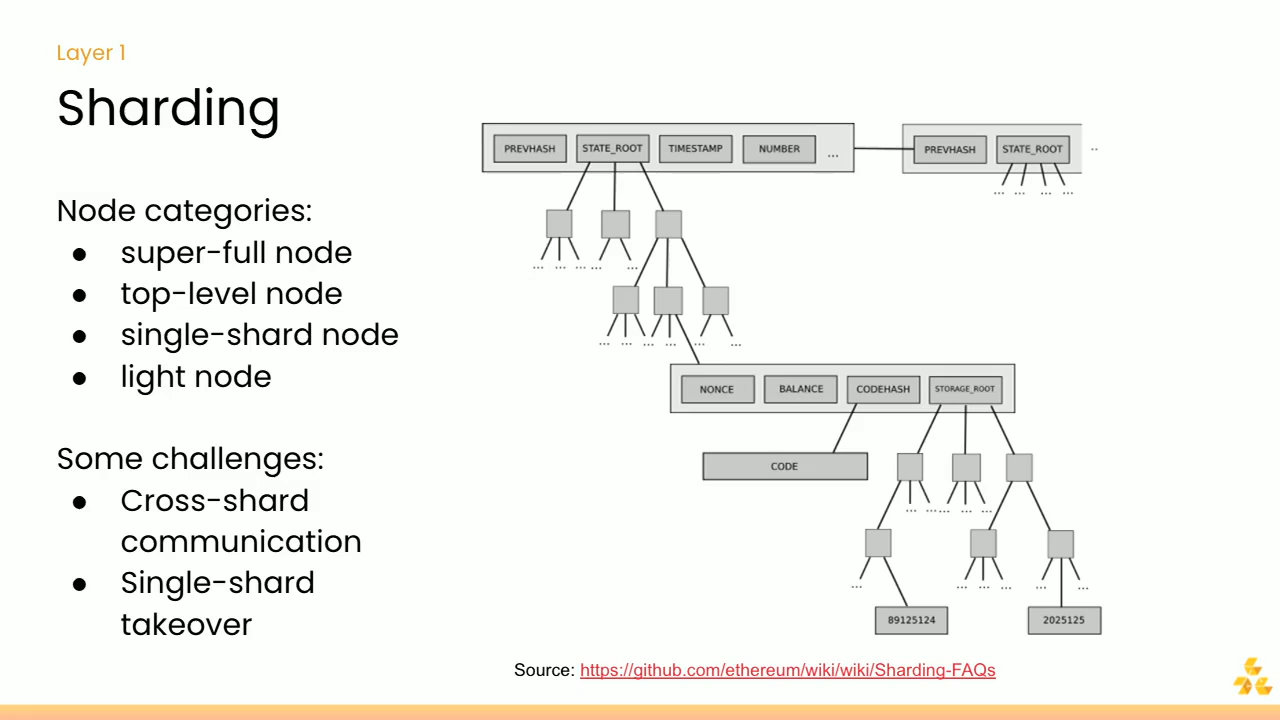 Layer 1
Sharding
Node categories:
● super-full node
● top-level node
● single-shard node
● light node
Some challenges:
● Cross-shard
communication
● Single-shard
takeover
PREVHASH STATE_ROOT TIMESTAMP NUMBER ...
PREVHASH STATE_ROOT ..
... ... ... ...
... ... ... ... ...
... ... ... ... ... ...
NONCE BALANCE CODEHASH STORAGE_ROOT
CODE
... ... ... ... ...
... ... ... ... ... ...
89125124 2025125
Source: https://github.com/ethereum/wiki/wiki/Sharding-FAQs